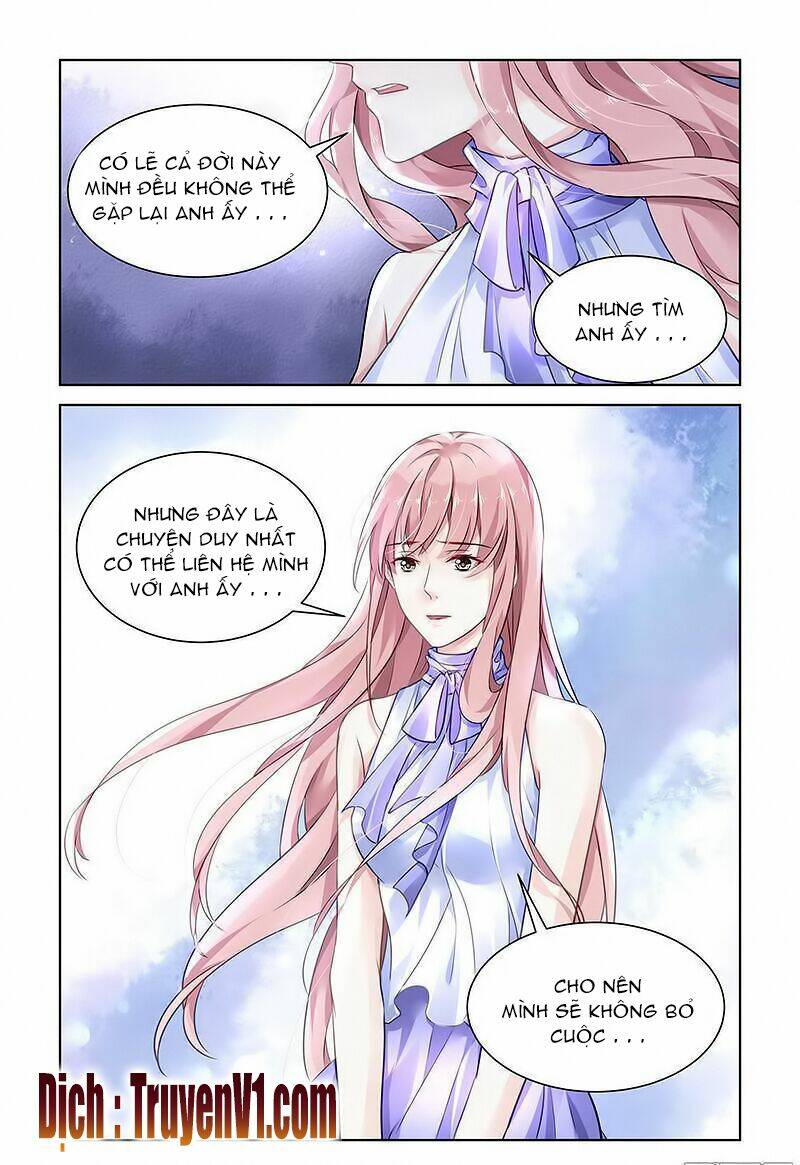 CÓ LẼ CẢ ĐỜI NÀY
MÌNH ĐỀU KHÔNG THỂ
GẶP LẠI ANH ẤY . . .
NHƯNG TÌM
ANH ẤY . . .
NHƯNG ĐÂY LÀ
CHUYỆN DUY NHẤT
CÓ THỂ LIÊN HỆ MÌNH
VỚI ANH ẤY . . .
CHO NÊN
MÌNH SẼ KHÔNG BỎ
CUỘC . . .
Dịch : TruyenV1.com